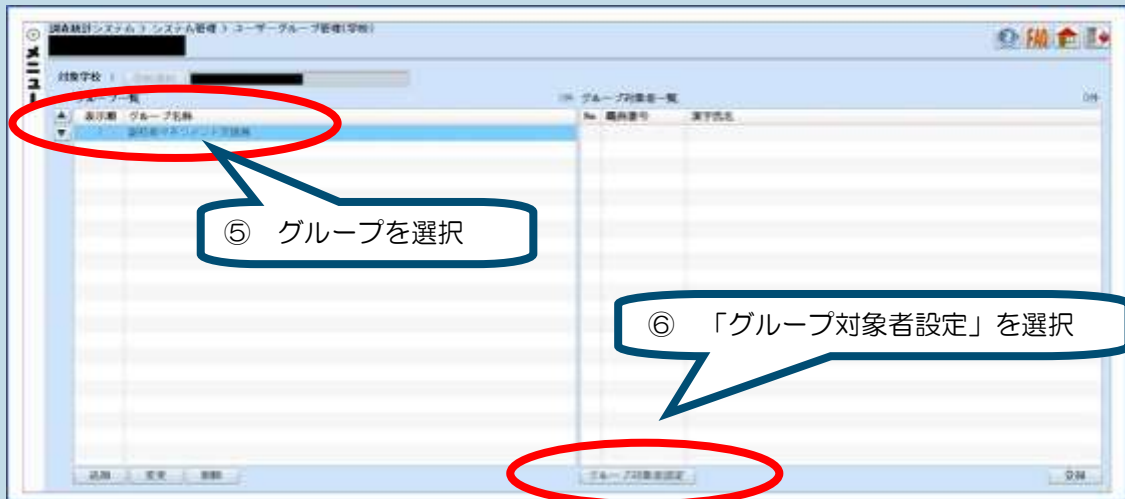 調査統計システム > システム管理 > ユーザーグループ管理(学校)
FAQ
メニュー
対象学校 :
グループ一覧
グループ対象者一覧
0件
表示順 グループ名称
No 職員番号 漢字氏名
▲
▼
⑤ グループを選択
⑥ 「グループ対象者設定」を選択
追加 変更 削除
グループ対象者設定
登録